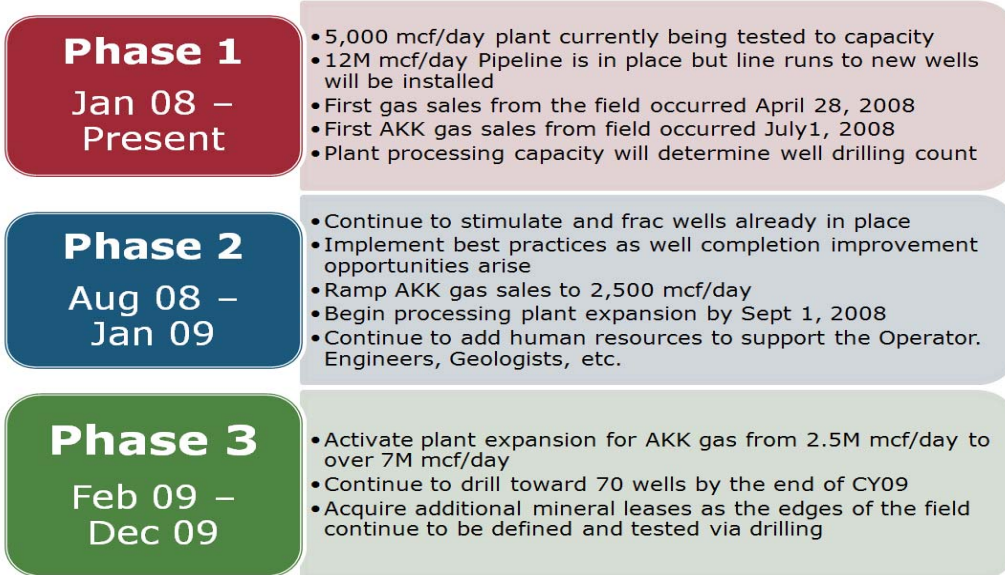 Phase 1
Jan 08 –
Present
• 5,000 mcf/day plant currently being tested to capacity
• 12M mcf/day Pipeline is in place but line runs to new wells
will be installed
• First gas sales from the field occurred April 28, 2008
• First AKK gas sales from field occurred July1, 2008
• Plant processing capacity will determine well drilling count
Phase 2
Aug 08 –
Jan 09
• Continue to stimulate and frac wells already in place
• Implement best practices as well completion improvement
opportunities arise
• Ramp AKK gas sales to 2,500 mcf/day
• Begin processing plant expansion by Sept 1, 2008
• Continue to add human resources to support the Operator.
Engineers, Geologists, etc.
Phase 3
Feb 09 –
Dec 09
• Activate plant expansion for AKK gas from 2.5M mcf/day to
over 7M mcf/day
• Continue to drill toward 70 wells by the end of CY09
• Acquire additional mineral leases as the edges of the field
continue to be defined and tested via drilling